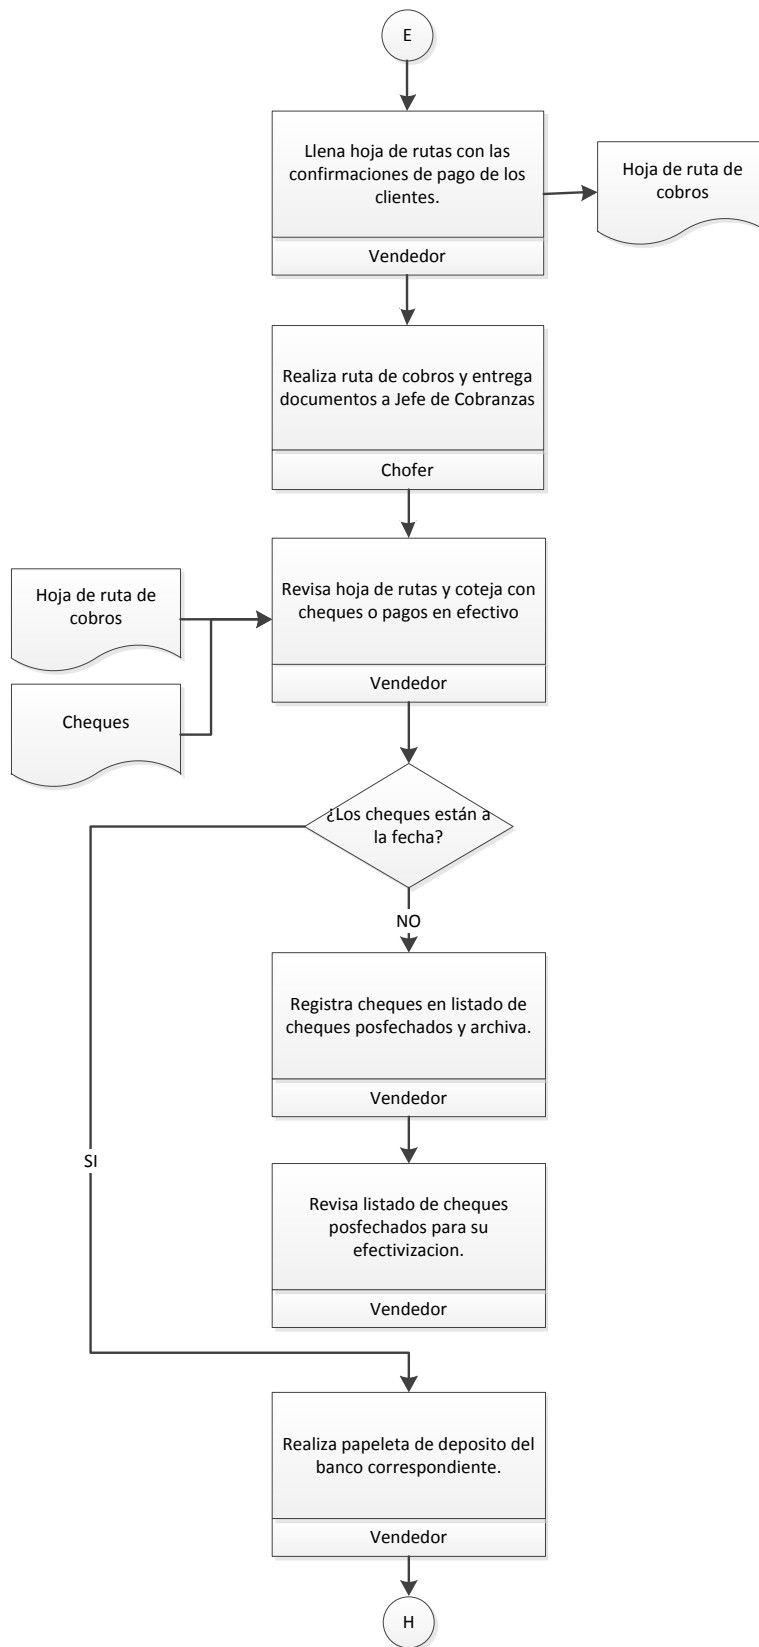 E
Llena hoja de rutas con las
confirmaciones de pago de los
clientes.
Vendedor
Hoja de ruta de
cobros
Realiza ruta de cobros y entrega
documentos a Jefe de Cobranzas
Chofer
Hoja de ruta de
cobros
Cheques
Revisa hoja de rutas y coteja con
cheques o pagos en efectivo
Vendedor
¿Los cheques están a
la fecha?
NO
Registra cheques en listado de
cheques posfechados y archiva.
Vendedor
SI
Revisa listado de cheques
posfechados para su
efectivizacion.
Vendedor
Realiza papeleta de deposito del
banco correspondiente.
Vendedor
H